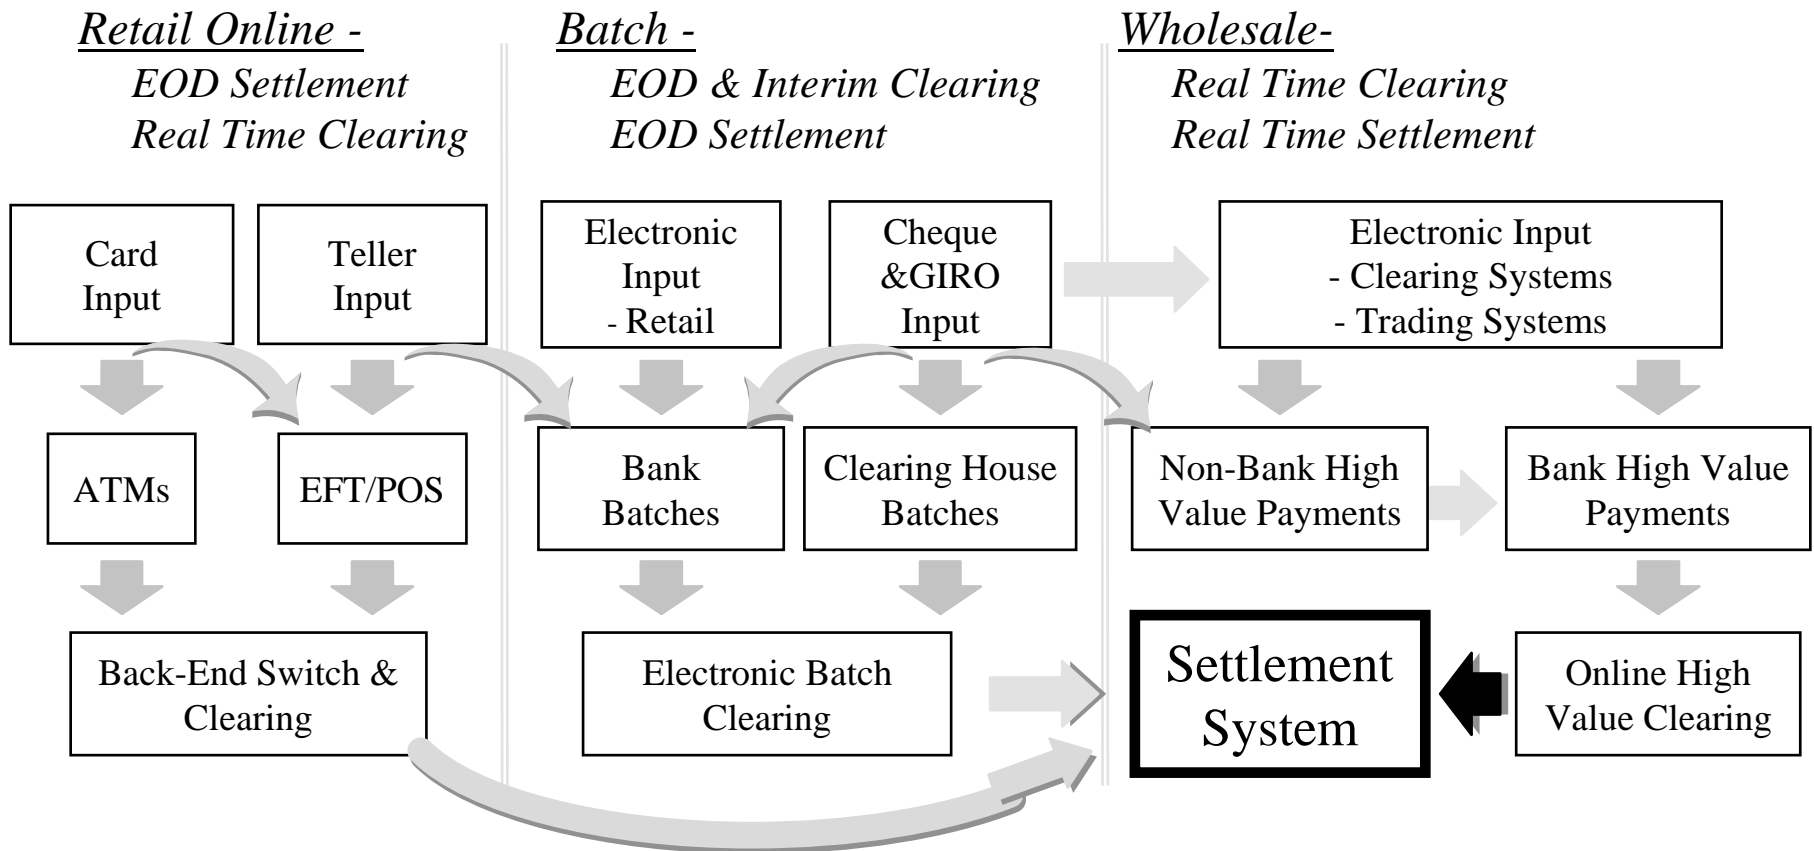 Retail Online -
EOD Settlement
Real Time Clearing
Batch -
EOD & Interim Clearing
EOD Settlement
Wholesale-
Real Time Clearing
Real Time Settlement
Card
Input
Teller
Input
Electronic
Input
- Retail
Cheque
&GIRO
Input
Electronic Input
- Clearing Systems
- Trading Systems
ATMs
EFT/POS
Bank
Batches
Clearing House
Batches
Non-Bank High
Value Payments
Bank High Value
Payments
Back-End Switch &
Clearing
Electronic Batch
Clearing
Settlement
System
Online High
Value Clearing